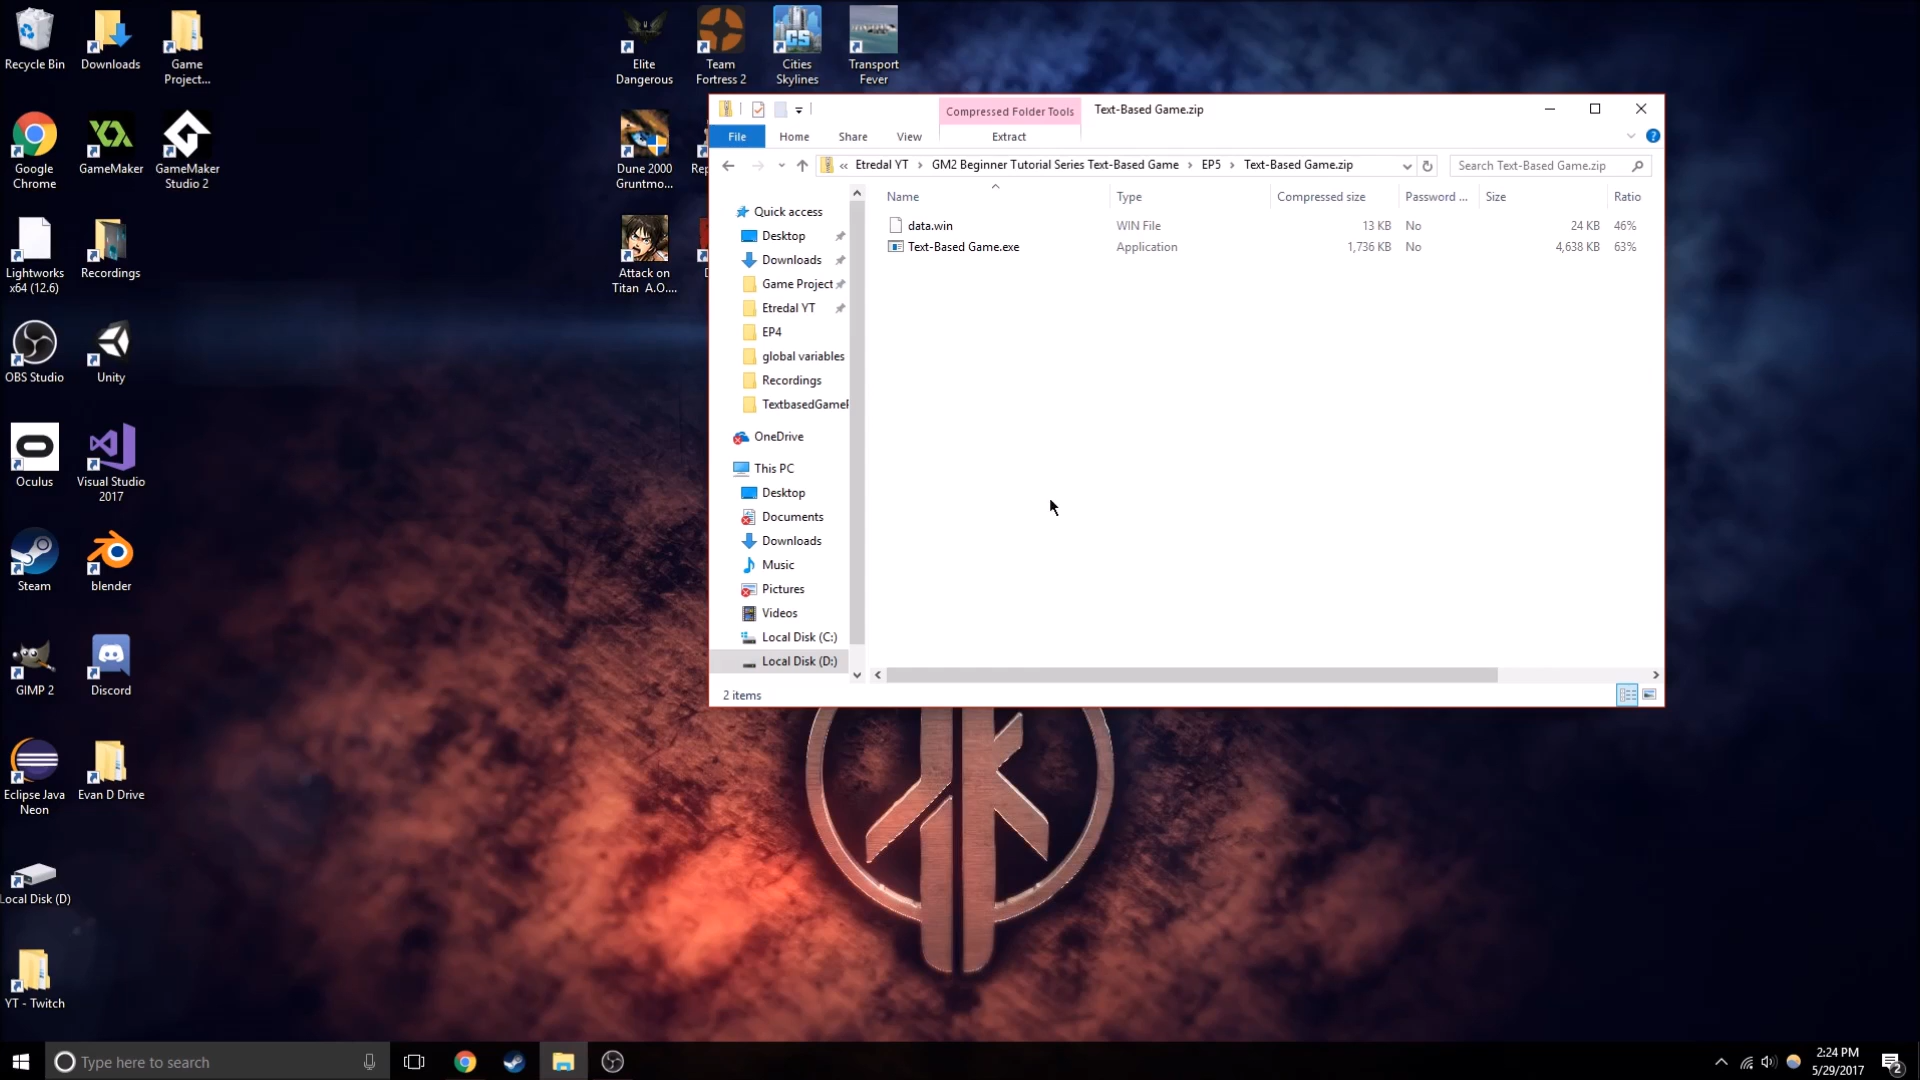 Recycle Bin
Downloads
Game
Project...
Elite
Dangerous
Team
Fortress 2
Cities
Skylines
Transport
Fever
Google
Chrome
GameMaker
GameMaker
Studio 2
Dune 2000
Gruntmo...
Rep
Lightworks
x64 (12.6)
Recordings
Attack on
Titan A.O....
OBS Studio
Unity
Oculus
Visual Studio
2017
Steam
blender
GIMP 2
Discord
Eclipse Java
Neon
Evan D Drive
Local Disk (D)
YT - Twitch
Compressed Folder Tools
Text-Based Game.zip
File
Home
Share
View
Extract
« Etredal YT > GM2 Beginner Tutorial Series Text-Based Game > EP5 > Text-Based Game.zip
Search Text-Based Game.zip
Name
Type
Compressed size
Password ...
Size
Ratio
data.win WIN File 13 KB No 24 KB 46%
Text-Based Game.exe Application 1,736 KB No 4,638 KB 63%
Quick access
Desktop
Downloads
Game Project
Etredal YT
EP4
global variables
Recordings
OneDrive
This PC
Desktop
Documents
Downloads
Music
Pictures
Videos
Local Disk (C:)
Local Disk (D:)
2 items
Type here to search
2:24 PM
5/29/2017
2